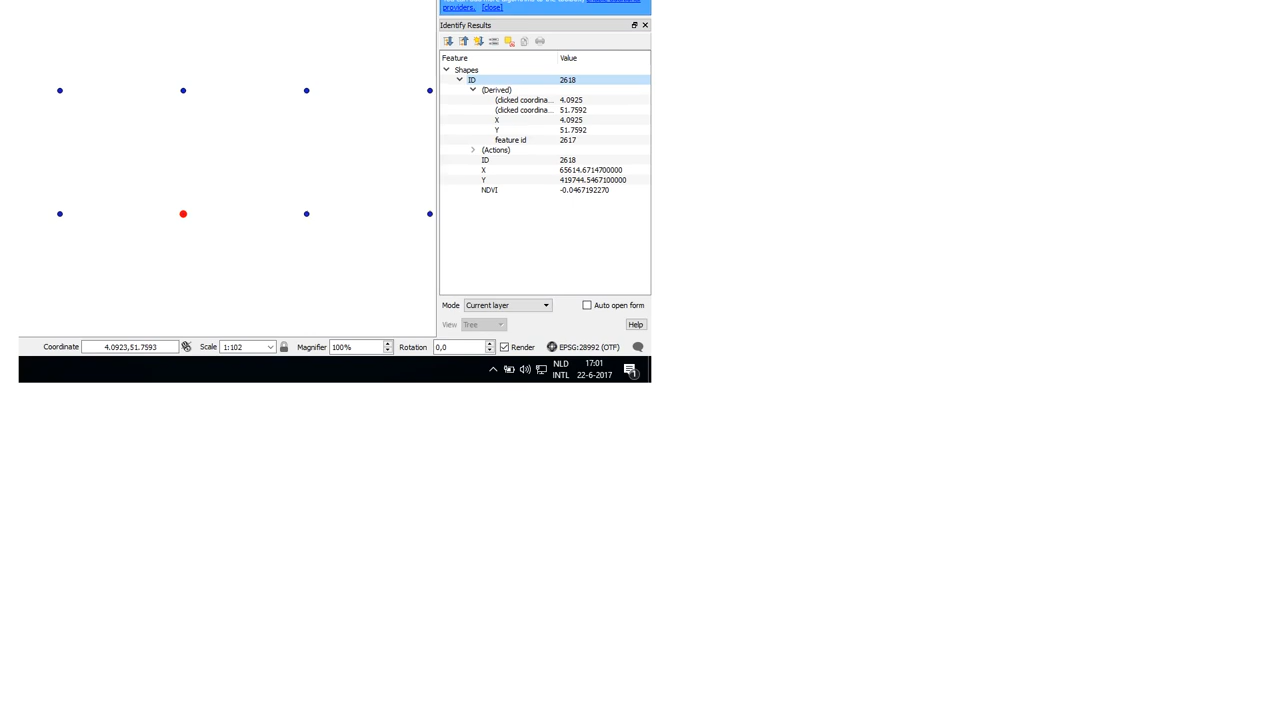 providers. [close]
Identify Results
Feature Value
Shapes
ID 2618
(Derived)
(clicked coordina... 4.0925
(clicked coordina... 51.7592
X 4.0925
Y 51.7592
feature id 2617
(Actions)
ID 2618
X 65614.6714700000
Y 419744.5467100000
NDVI -0.0467192270
Mode Current layer Auto open form
View Tree Help
Coordinate 4.0923,51.7593 Scale 1:102 Magnifier 100% Rotation 0,0 Render EPSG:28992 (OTF)
NLD 17:01
INTL 22-6-2017 1